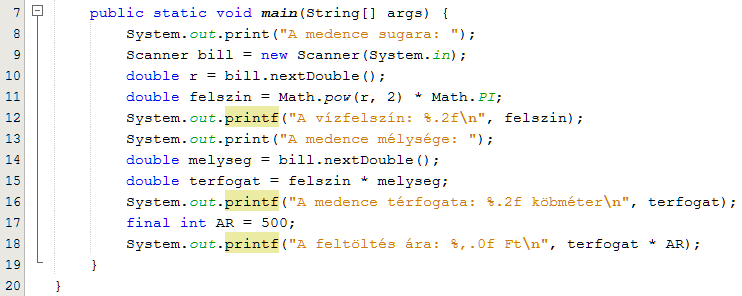 7 public static void main(String[] args) {
8 System.out.print("A medence sugara: ");
9 Scanner bill = new Scanner(System.in);
10 double r = bill.nextDouble();
11 double felszin = Math.pow(r, 2) * Math.PI;
12 System.out.printf("A vízfelszín: %.2f\n", felszin);
13 System.out.print("A medence mélysége: ");
14 double melyseg = bill.nextDouble();
15 double terfogat = felszin * melyseg;
16 System.out.printf("A medence térfogata: %.2f köbméter\n", terfogat);
17 final int AR = 500;
18 System.out.printf("A feltöltés ára: %,.0f Ft\n", terfogat * AR);
19 }
20 }